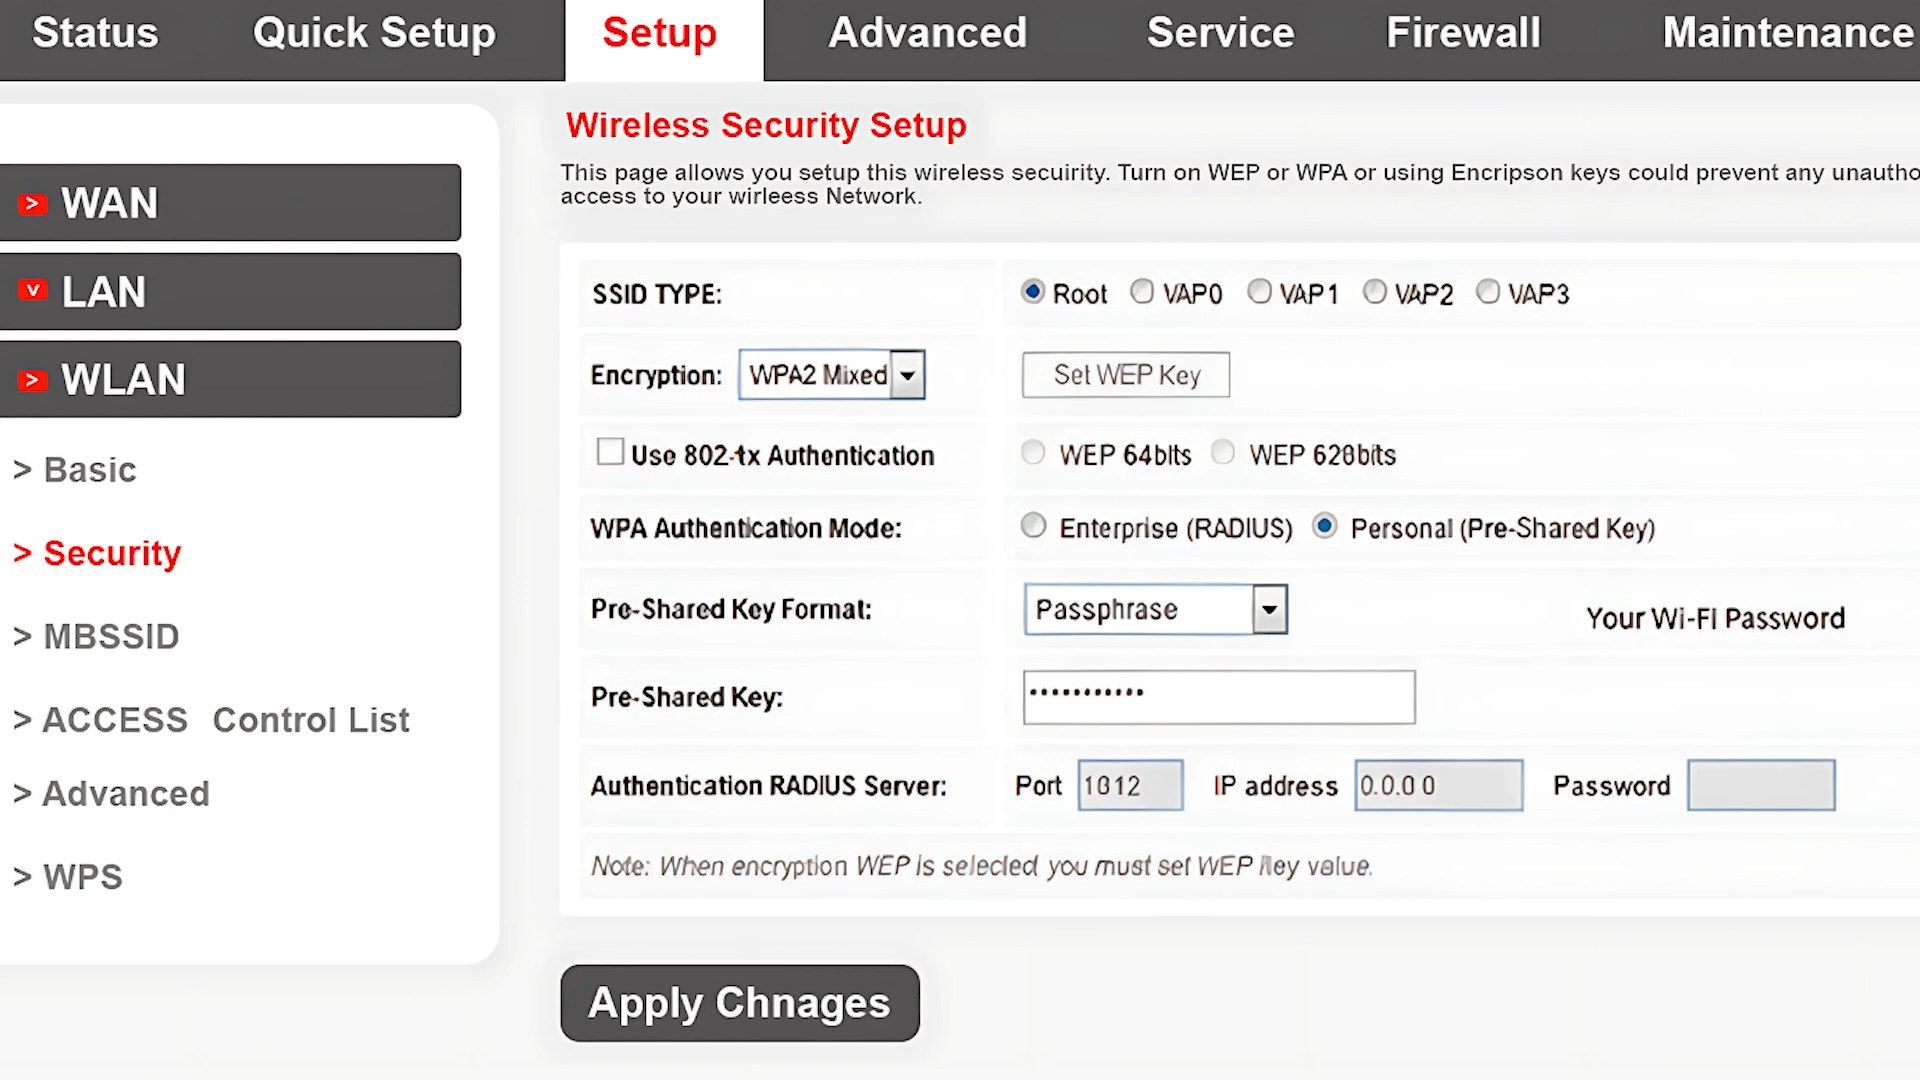 Status Quick Setup Setup Advanced Service Firewall Maintenance
Wireless Security Setup
This page allows you setup this wireless secuirity. Turn on WEP or WPA or using Encripson keys could prevent any unautho
access to your wirleess Network.
> WAN
v LAN
> WLAN
> Basic
> Security
> MBSSID
> ACCESS Control List
> Advanced
> WPS
SSID TYPE: Root VAP0 VAP1 VAP2 VAP3
Encryption: WPA2 Mixed Set WEP Key
Use 802-1x Authentication WEP 64bits WEP 628bits
WPA Authentication Mode: Enterprise (RADIUS) Personal (Pre-Shared Key)
Pre-Shared Key Format: Passphrase Your Wi-FI Password
Pre-Shared Key: •••••••••••
Authentication RADIUS Server: Port IP address 0.0.0 0 Password
Note: When encryption WEP is selected you must set WEP value.
Apply Chnages